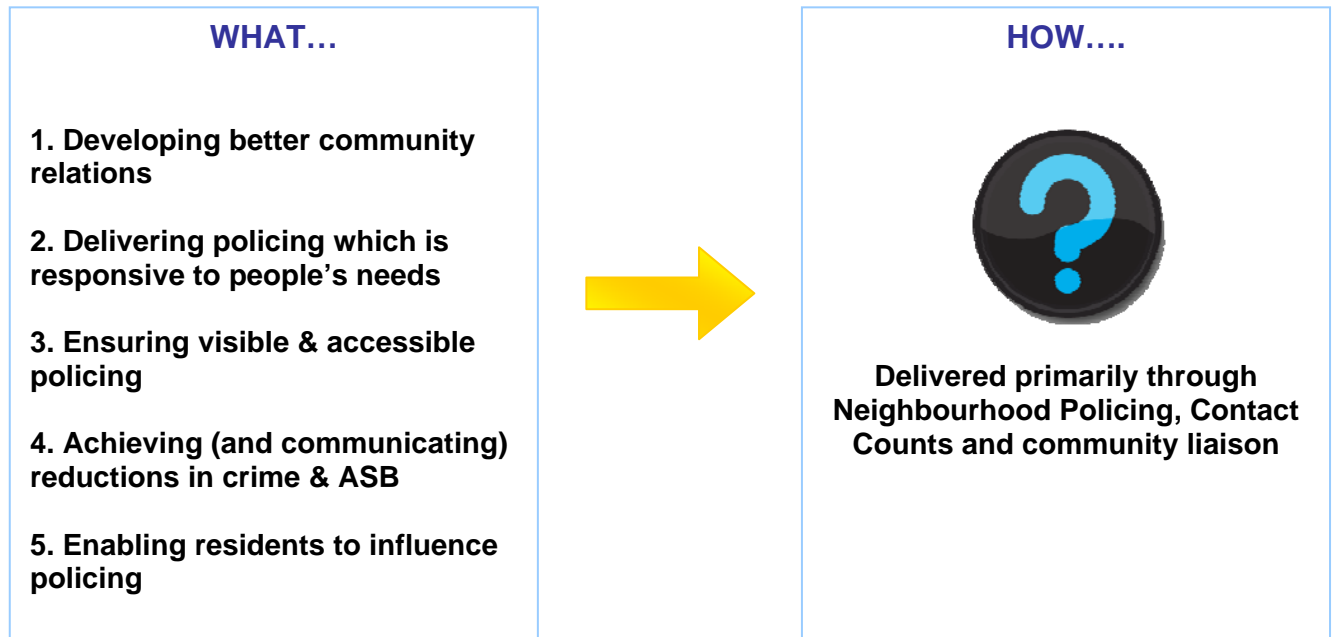 WHAT…
1. Developing better community
relations
2. Delivering policing which is
responsive to people’s needs
3. Ensuring visible & accessible
policing
4. Achieving (and communicating)
reductions in crime & ASB
5. Enabling residents to influence
policing
HOW….
?
Delivered primarily through
Neighbourhood Policing, Contact
Counts and community liaison